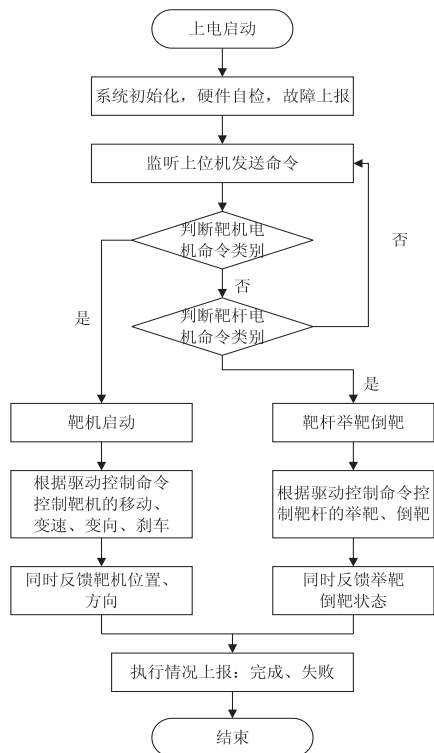 上电启动
系统初始化，硬件自检，故障上报
监听上位机发送命令
判断靶机电
机命令类别
否
否
判断靶杆电
机命令类别
是
是
靶机启动
靶杆举靶倒靶
根据驱动控制命令
控制靶机的移动、
变速、变向、刹车
根据驱动控制命令控
制靶杆的举靶、倒靶
同时反馈靶机位置、
方向
同时反馈举靶
倒靶状态
执行情况上报：完成、失败
结束